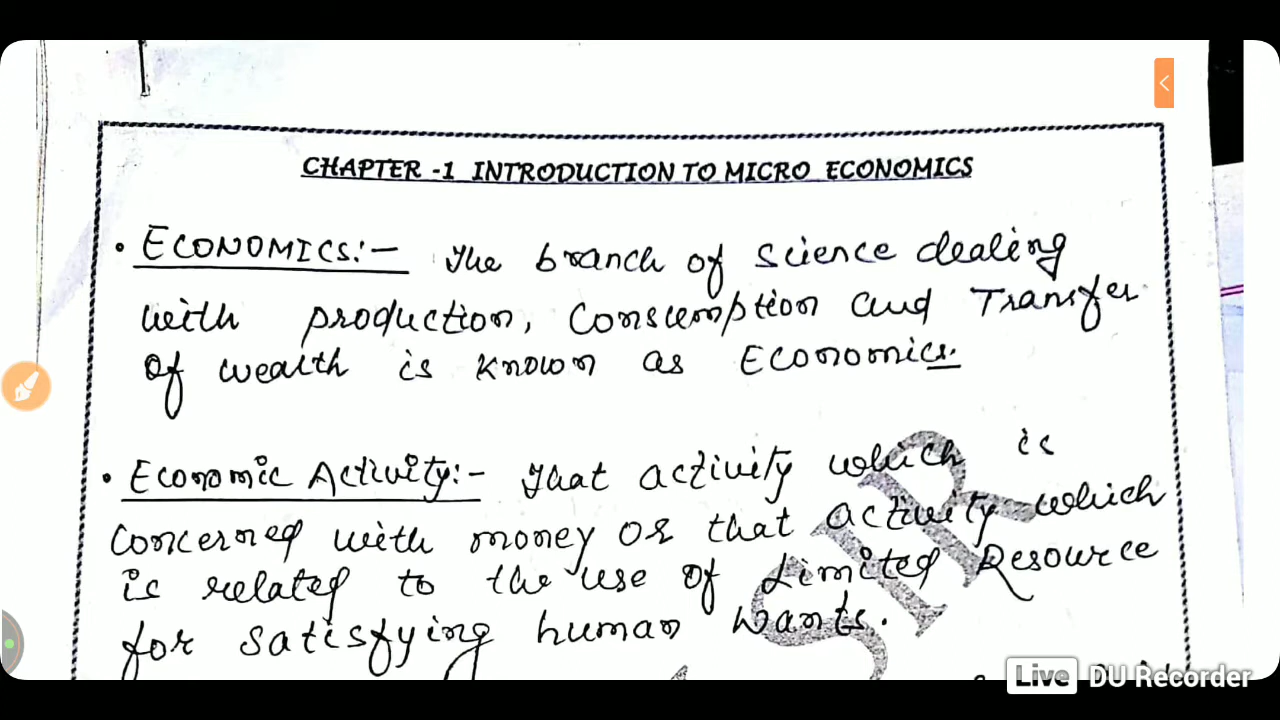 CHAPTER -1 INTRODUCTION TO MICRO ECONOMICS
• ECONOMICS:- The branch of science dealing
with production, Consumption and Transfer
Of wealth is known as Economics.
• Economic Activity:- That activity which is
concerned with money or that activity which
is related to the use of Limited Resource
for satisfying human wants.
SIR
Live DU Recorder